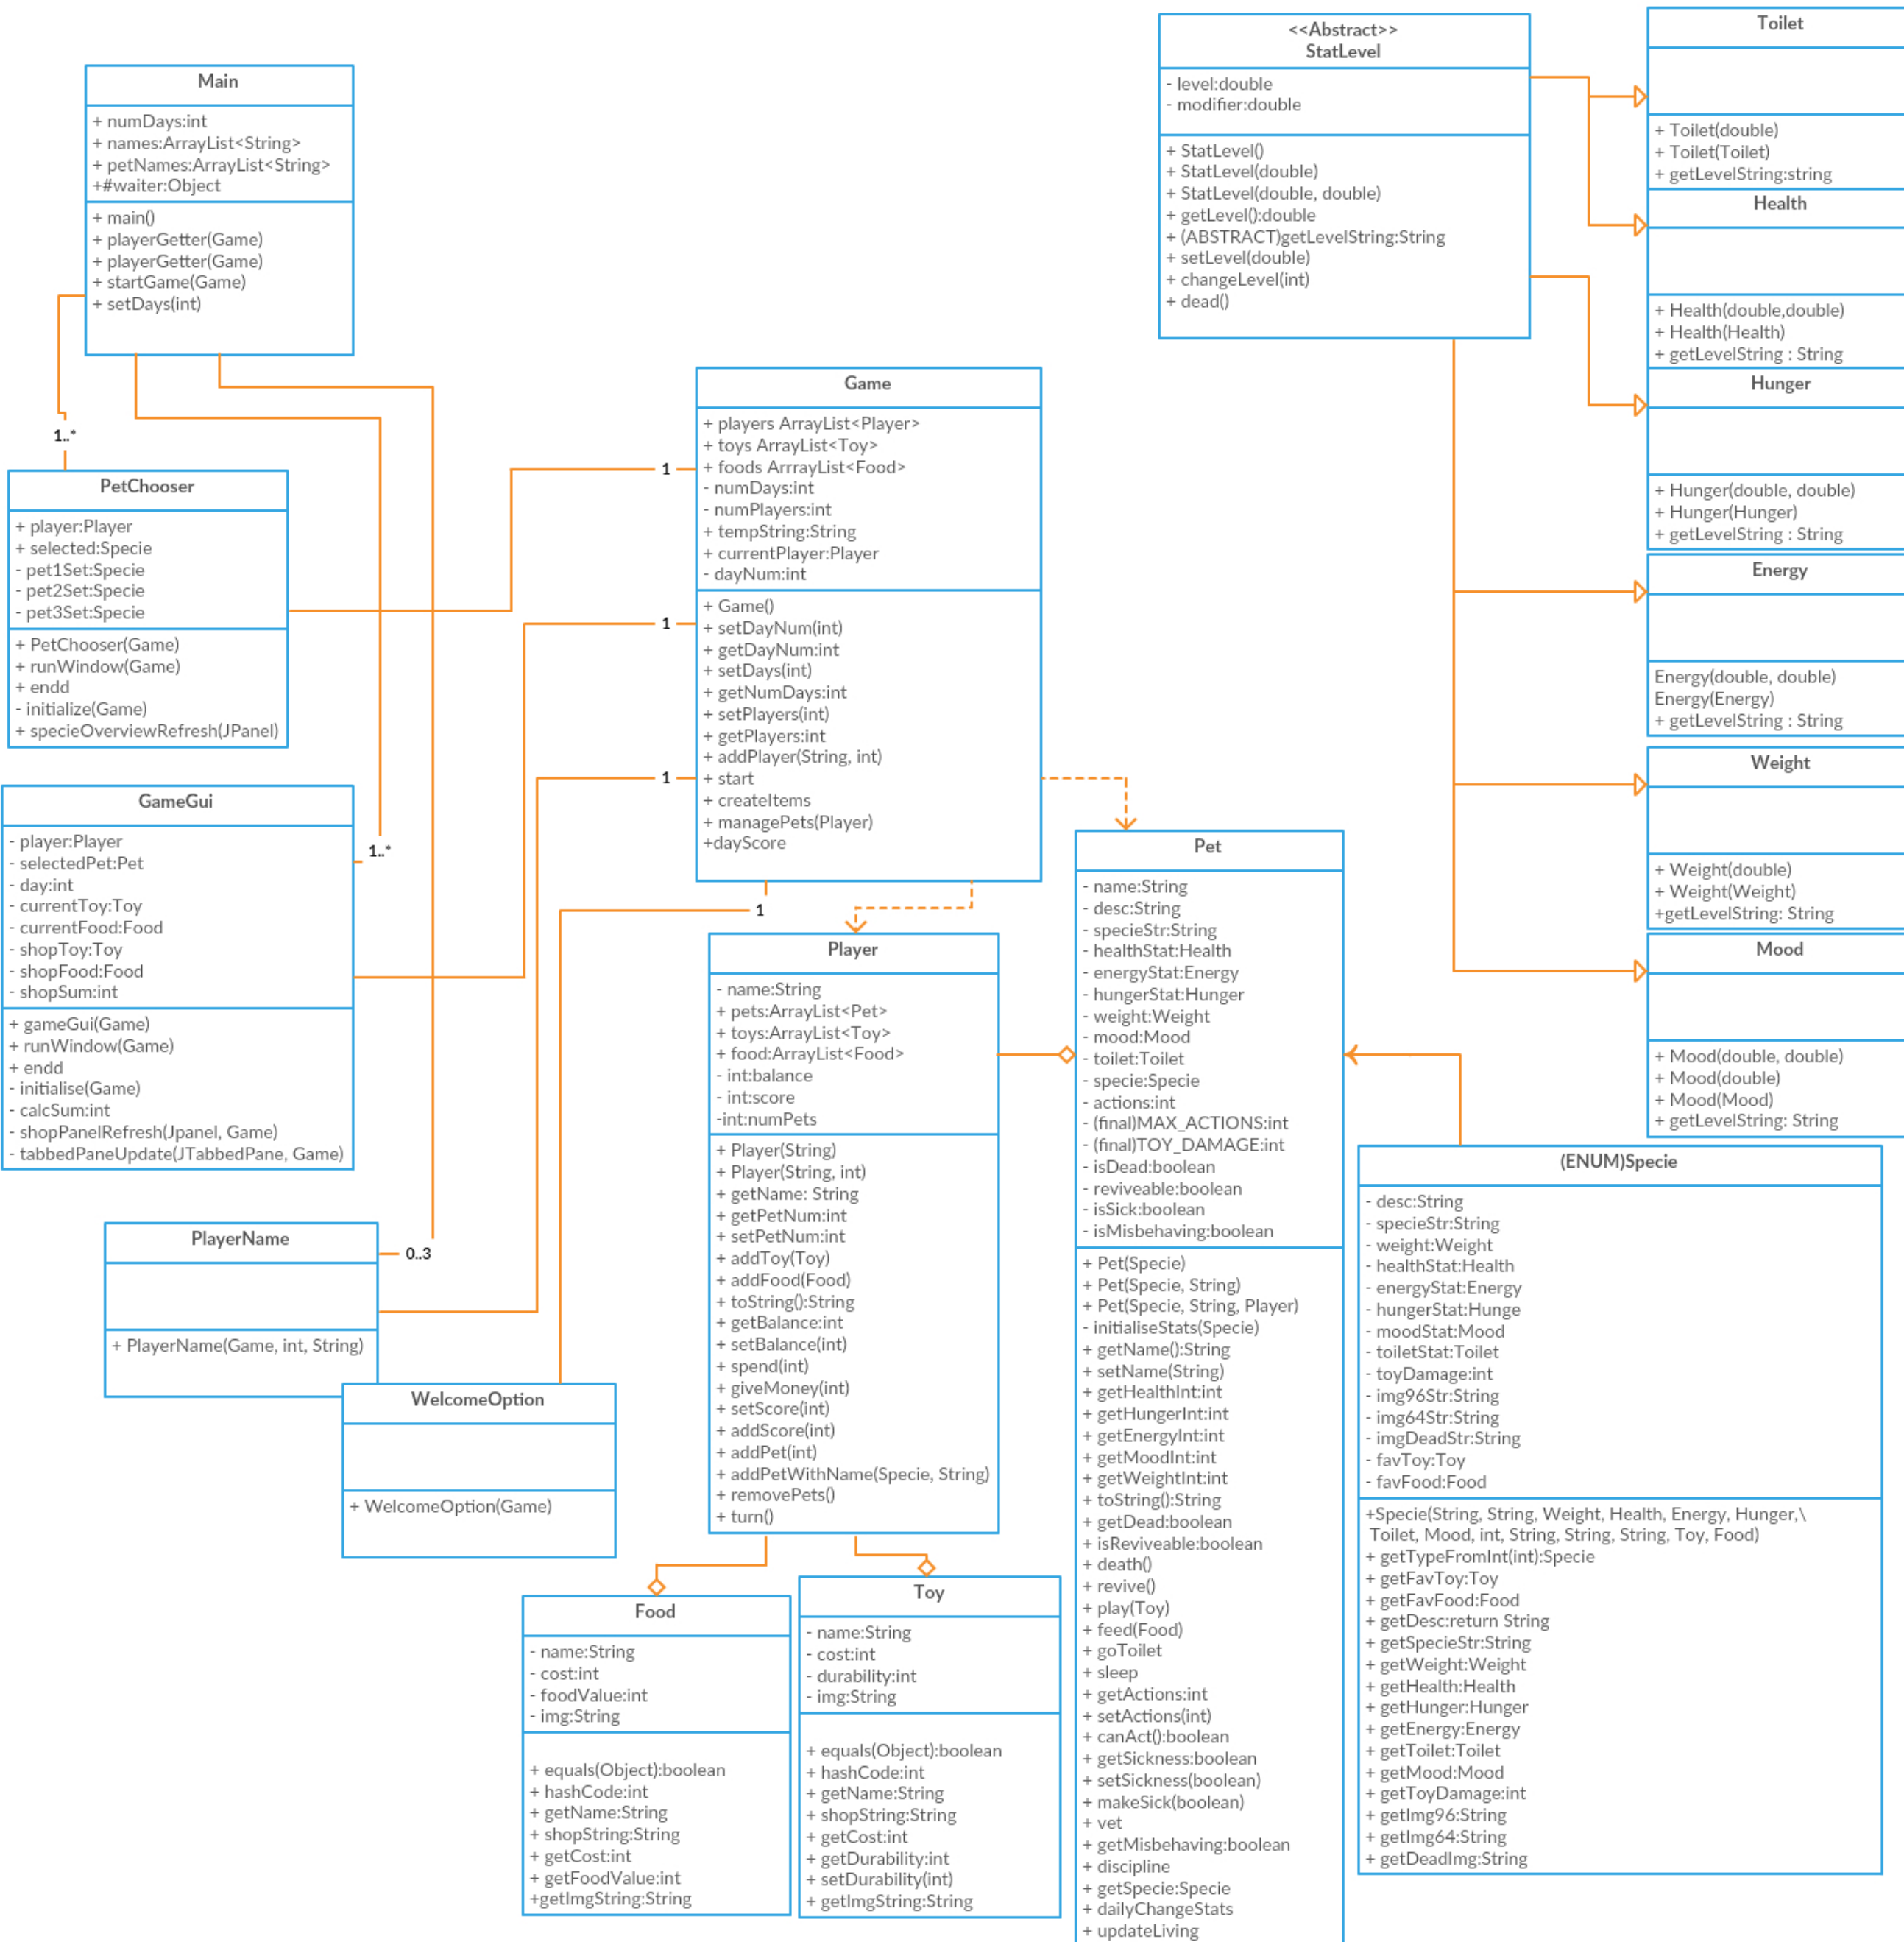 Main
+ numDays:int
+ names:ArrayList<String>
+ petNames:ArrayList<String>
+#waiter:Object
+ main()
+ playerGetter(Game)
+ playerGetter(Game)
+ startGame(Game)
+ setDays(int)
1..*
PetChooser
+ player:Player
+ selected:Specie
- pet1Set:Specie
- pet2Set:Specie
- pet3Set:Specie
+ PetChooser(Game)
+ runWindow(Game)
+ endd
- initialize(Game)
+ specieOverviewRefresh(JPanel)
GameGui
- player:Player
- selectedPet:Pet
- day:int
- currentToy:Toy
- currentFood:Food
- shopToy:Toy
- shopFood:Food
- shopSum:int
+ gameGui(Game)
+ runWindow(Game)
+ endd
- initialise(Game)
- calcSum:int
- shopPanelRefresh(Jpanel, Game)
- tabbedPaneUpdate(JTabbedPane, Game)
1..*
PlayerName
+ PlayerName(Game, int, String)
0..3
WelcomeOption
+ WelcomeOption(Game)
Game
+ players ArrayList<Player>
+ toys ArrayList<Toy>
+ foods ArrrayList<Food>
- numDays:int
- numPlayers:int
+ tempString:String
+ currentPlayer:Player
- dayNum:int
+ Game()
+ setDayNum(int)
+ getDayNum:int
+ setDays(int)
+ getNumDays:int
+ setPlayers(int)
+ getPlayers:int
+ addPlayer(String, int)
+ start
+ createItems
+ managePets(Player)
+dayScore
1
1
1
1
Player
- name:String
+ pets:ArrayList<Pet>
+ toys:ArrayList<Toy>
+ food:ArrayList<Food>
- int:balance
- int:score
-int:numPets
+ Player(String)
+ Player(String, int)
+ getName: String
+ getPetNum:int
+ setPetNum:int
+ addToy(Toy)
+ addFood(Food)
+ toString():String
+ getBalance:int
+ setBalance(int)
+ spend(int)
+ giveMoney(int)
+ setScore(int)
+ addScore(int)
+ addPet(int)
+ addPetWithName(Specie, String)
+ removePets()
+ turn()
Food
- name:String
- cost:int
- foodValue:int
- img:String
+ equals(Object):boolean
+ hashCode:int
+ getName:String
+ shopString:String
+ getCost:int
+ getFoodValue:int
+getImgString:String
Toy
- name:String
- cost:int
- durability:int
- img:String
+ equals(Object):boolean
+ hashCode:int
+ getName:String
+ shopString:String
+ getCost:int
+ getDurability:int
+ setDurability(int)
+ getImgString:String
Pet
- name:String
- desc:String
- specieStr:String
- healthStat:Health
- energyStat:Energy
- hungerStat:Hunger
- weight:Weight
- mood:Mood
- toilet:Toilet
- specie:Specie
- actions:int
- (final)MAX_ACTIONS:int
- (final)TOY_DAMAGE:int
- isDead:boolean
- reviveable:boolean
- isSick:boolean
- isMisbehaving:boolean
+ Pet(Specie)
+ Pet(Specie, String)
+ Pet(Specie, String, Player)
- initialiseStats(Specie)
+ getName():String
+ setName(String)
+ getHealthInt:int
+ getHungerInt:int
+ getEnergyInt:int
+ getMoodInt:int
+ getWeightInt:int
+ toString():String
+ getDead:boolean
+ isReviveable:boolean
+ death()
+ revive()
+ play(Toy)
+ feed(Food)
+ goToilet
+ sleep
+ getActions:int
+ setActions(int)
+ canAct():boolean
+ getSickness:boolean
+ setSickness(boolean)
+ makeSick(boolean)
+ vet
+ getMisbehaving:boolean
+ discipline
+ getSpecie:Specie
+ dailyChangeStats
+ updateLiving
<<Abstract>>
StatLevel
- level:double
- modifier:double
+ StatLevel()
+ StatLevel(double)
+ StatLevel(double, double)
+ getLevel():double
+ (ABSTRACT)getLevelString:String
+ setLevel(double)
+ changeLevel(int)
+ dead()
Toilet
+ Toilet(double)
+ Toilet(Toilet)
+ getLevelString:string
Health
+ Health(double,double)
+ Health(Health)
+ getLevelString : String
Hunger
+ Hunger(double, double)
+ Hunger(Hunger)
+ getLevelString : String
Energy
Energy(double, double)
Energy(Energy)
+ getLevelString : String
Weight
+ Weight(double)
+ Weight(Weight)
+getLevelString: String
Mood
+ Mood(double, double)
+ Mood(double)
+ Mood(Mood)
+ getLevelString: String
(ENUM)Specie
- desc:String
- specieStr:String
- weight:Weight
- healthStat:Health
- energyStat:Energy
- hungerStat:Hunge
- moodStat:Mood
- toiletStat:Toilet
- toyDamage:int
- img96Str:String
- img64Str:String
- imgDeadStr:String
- favToy:Toy
- favFood:Food
+Specie(String, String, Weight, Health, Energy, Hunger,\
Toilet, Mood, int, String, String, String, Toy, Food)
+ getTypeFromInt(int):Specie
+ getFavToy:Toy
+ getFavFood:Food
+ getDesc:return String
+ getSpecieStr:String
+ getWeight:Weight
+ getHealth:Health
+ getHunger:Hunger
+ getEnergy:Energy
+ getToilet:Toilet
+ getMood:Mood
+ getToyDamage:int
+ getImg96:String
+ getImg64:String
+ getDeadImg:String